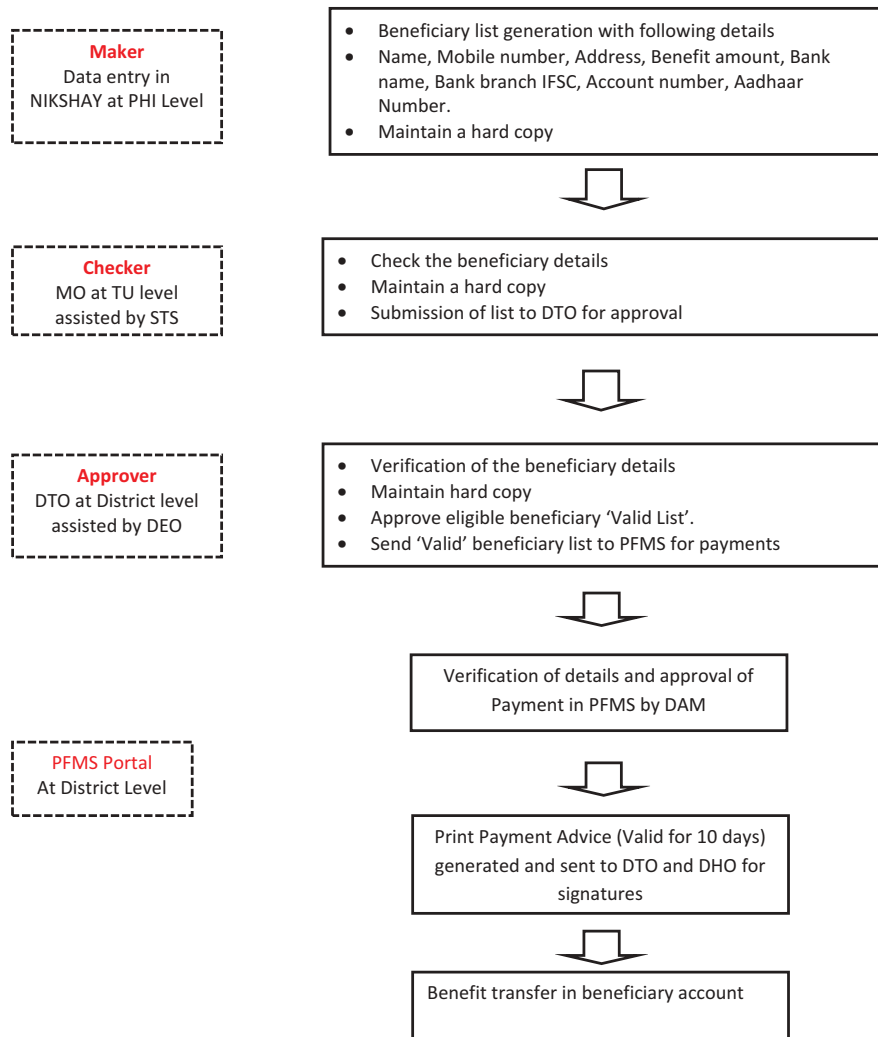 Maker
Data entry in
NIKSHAY at PHI Level
• Beneficiary list generation with following details
• Name, Mobile number, Address, Benefit amount, Bank
name, Bank branch IFSC, Account number, Aadhaar
Number.
• Maintain a hard copy
Checker
MO at TU level
assisted by STS
• Check the beneficiary details
• Maintain a hard copy
• Submission of list to DTO for approval
Approver
DTO at District level
assisted by DEO
• Verification of the beneficiary details
• Maintain hard copy
• Approve eligible beneficiary ‘Valid List’.
• Send ‘Valid’ beneficiary list to PFMS for payments
Verification of details and approval of
Payment in PFMS by DAM
PFMS Portal
At District Level
Print Payment Advice (Valid for 10 days)
generated and sent to DTO and DHO for
signatures
Benefit transfer in beneficiary account